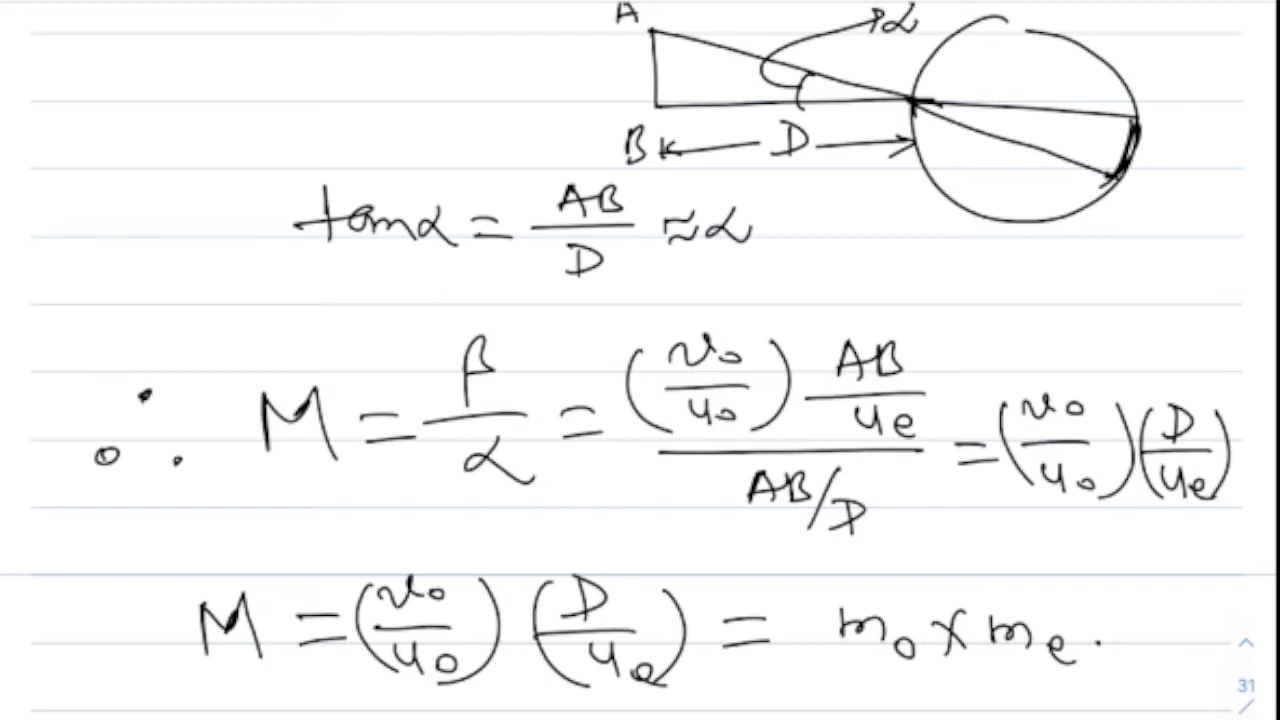 A
α
B
D
tanα = AB/D ≈ α
∴ M = β/α = (v₀/u₀) AB/uₑ / AB/D = (v₀/u₀)(D/uₑ)
M = (v₀/u₀)(D/uₑ) = m₀ × mₑ.
31